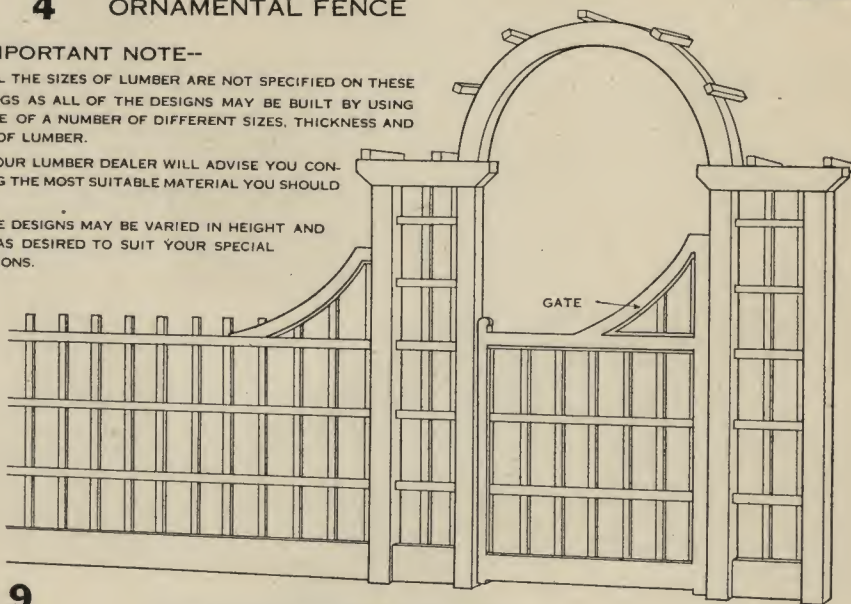 4 ORNAMENTAL FENCE
MPORTANT NOTE--
L THE SIZES OF LUMBER ARE NOT SPECIFIED ON THESE
GS AS ALL OF THE DESIGNS MAY BE BUILT BY USING
E OF A NUMBER OF DIFFERENT SIZES, THICKNESS AND
OF LUMBER.
OUR LUMBER DEALER WILL ADVISE YOU CON-
G THE MOST SUITABLE MATERIAL YOU SHOULD
E DESIGNS MAY BE VARIED IN HEIGHT AND
AS DESIRED TO SUIT YOUR SPECIAL
ONS.
GATE
9